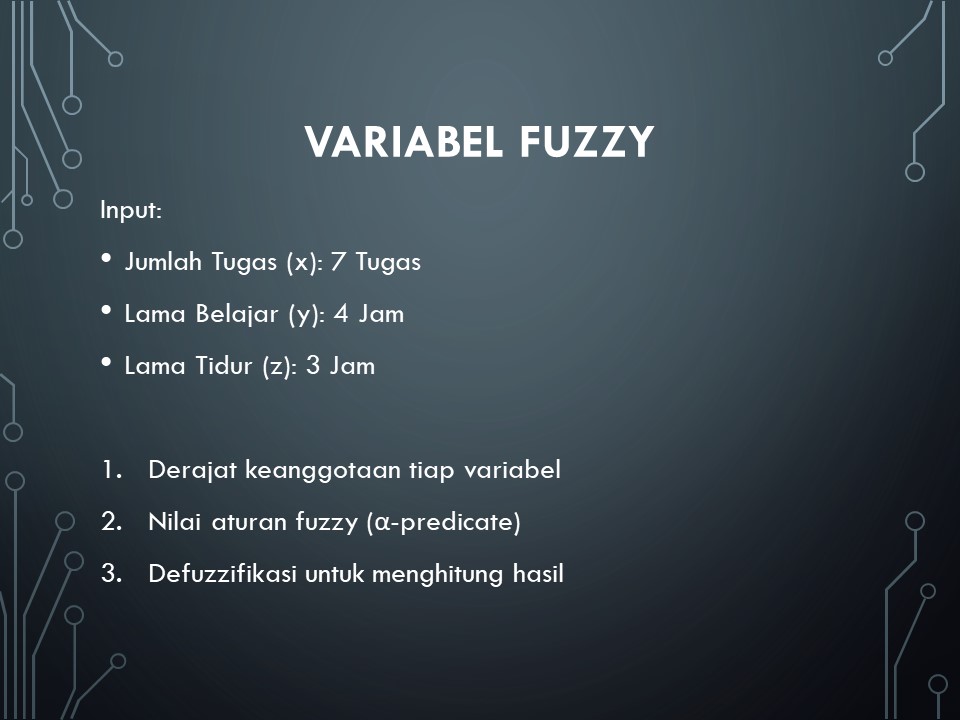 VARIABEL FUZZY
Input:
• Jumlah Tugas (x): 7 Tugas
• Lama Belajar (y): 4 Jam
• Lama Tidur (z): 3 Jam
1. Derajat keanggotaan tiap variabel
2. Nilai aturan fuzzy (α-predicate)
3. Defuzzifikasi untuk menghitung hasil